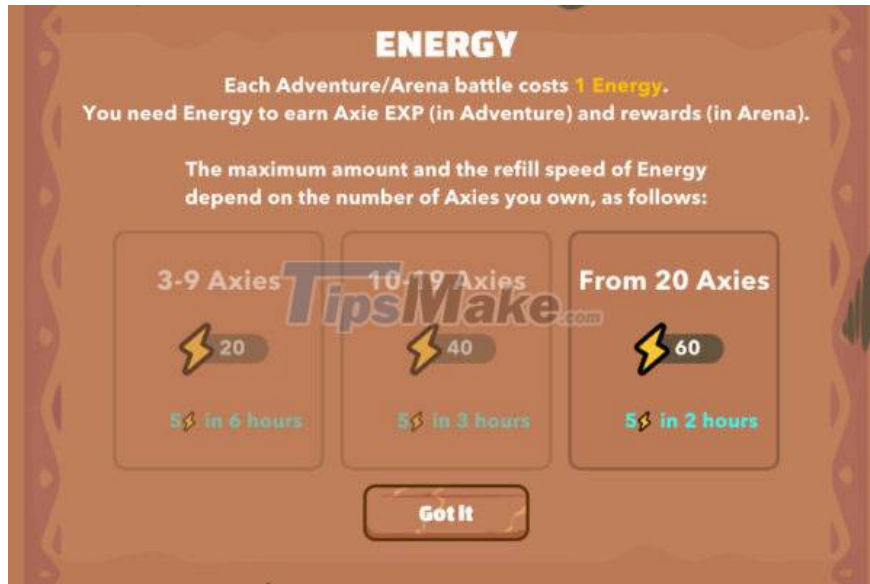 ENERGY
Each Adventure/Arena battle costs 1 Energy.
You need Energy to earn Axie EXP (in Adventure) and rewards (in Arena).
The maximum amount and the refill speed of Energy
depend on the number of Axies you own, as follows:
3-9 Axies
10-19 Axies
From 20 Axies
TipsMake.com
20
40
60
5 in 6 hours
5 in 3 hours
5 in 2 hours
Got It